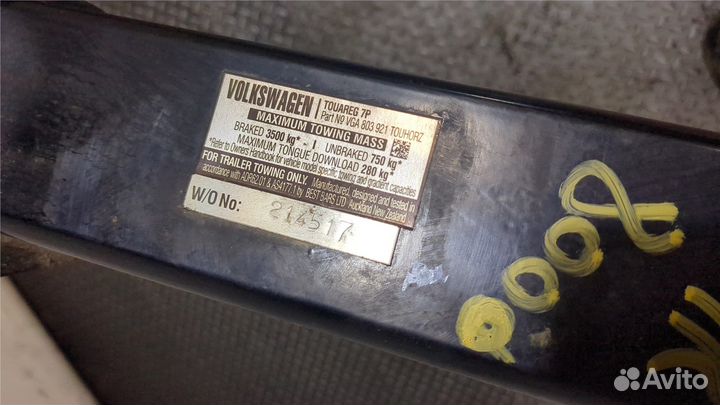 VOLKSWAGEN | TOUAREG 7P
Part Nº VGA 803 921 TOUHORZ
MAXIMUM TOWING MASS
BRAKED 3500 kg* - | UNBRAKED 750 kg*
MAXIMUM TONGUE DOWNLOAD 280 kg*
*Refer to Owners Handbook for vehicle model specific towing and gradient capacities
FOR TRAILER TOWING ONLY. Manufactured, designed and tested in
accordance with ADR62.01 & AS4177.1 by BEST BARS LTD Auckland New Zealand
W/O No: 214517
Avito